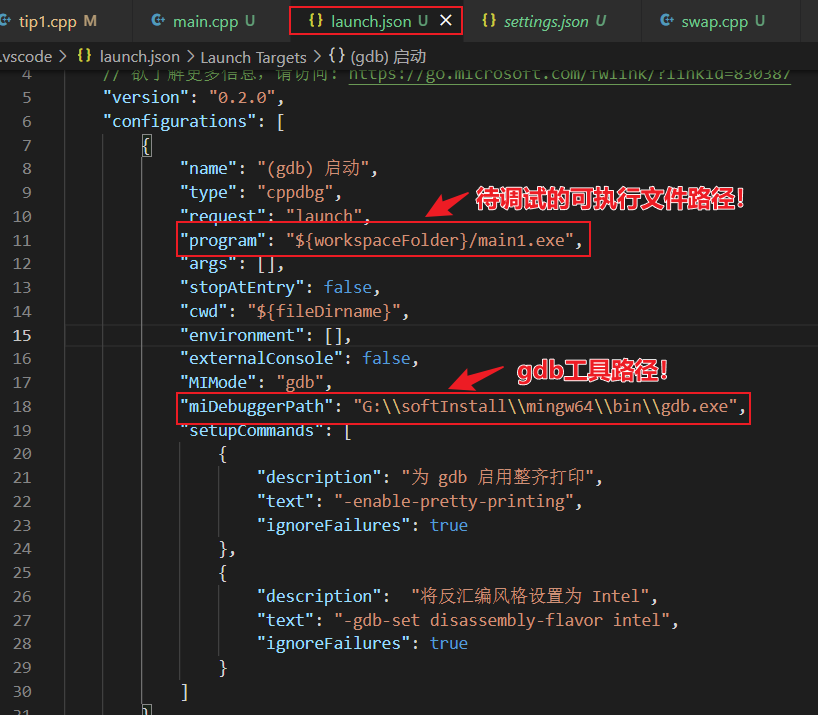 tip1.cpp M main.cpp U {} launch.json U × {} settings.json U swap.cpp U
.vscode > {} launch.json > Launch Targets > {} (gdb) 启动
4 // 欲了解更多信息，请访问: https://go.microsoft.com/fwlink/?linkid=830387
5 "version": "0.2.0",
6 "configurations": [
7 {
8 "name": "(gdb) 启动",
9 "type": "cppdbg",
待调试的可执行文件路径！
10 "request": "launch",
11 "program": "${workspaceFolder}/main1.exe",
12 "args": [],
13 "stopAtEntry": false,
14 "cwd": "${fileDirname}",
15 "environment": [],
16 "externalConsole": false,
gdb工具路径！
17 "MIMode": "gdb",
18 "miDebuggerPath": "G:\\softInstall\\mingw64\\bin\\gdb.exe",
19 "setupCommands": [
20 {
21 "description": "为 gdb 启用整齐打印",
22 "text": "-enable-pretty-printing",
23 "ignoreFailures": true
24 },
25 {
26 "description":  "将反汇编风格设置为 Intel",
27 "text": "-gdb-set disassembly-flavor intel",
28 "ignoreFailures": true
29 }
30 ]
31 }